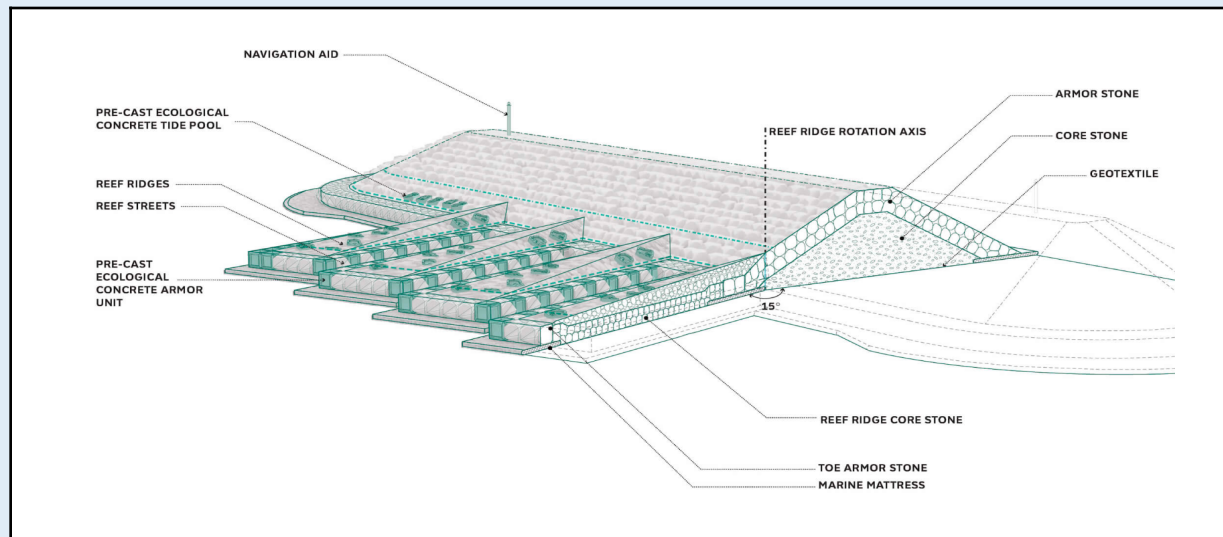 NAVIGATION AID
PRE-CAST ECOLOGICAL
CONCRETE TIDE POOL
REEF RIDGES
REEF STREETS
PRE-CAST
ECOLOGICAL
CONCRETE ARMOR
UNIT
REEF RIDGE ROTATION AXIS
ARMOR STONE
CORE STONE
GEOTEXTILE
15°
REEF RIDGE CORE STONE
TOE ARMOR STONE
MARINE MATTRESS